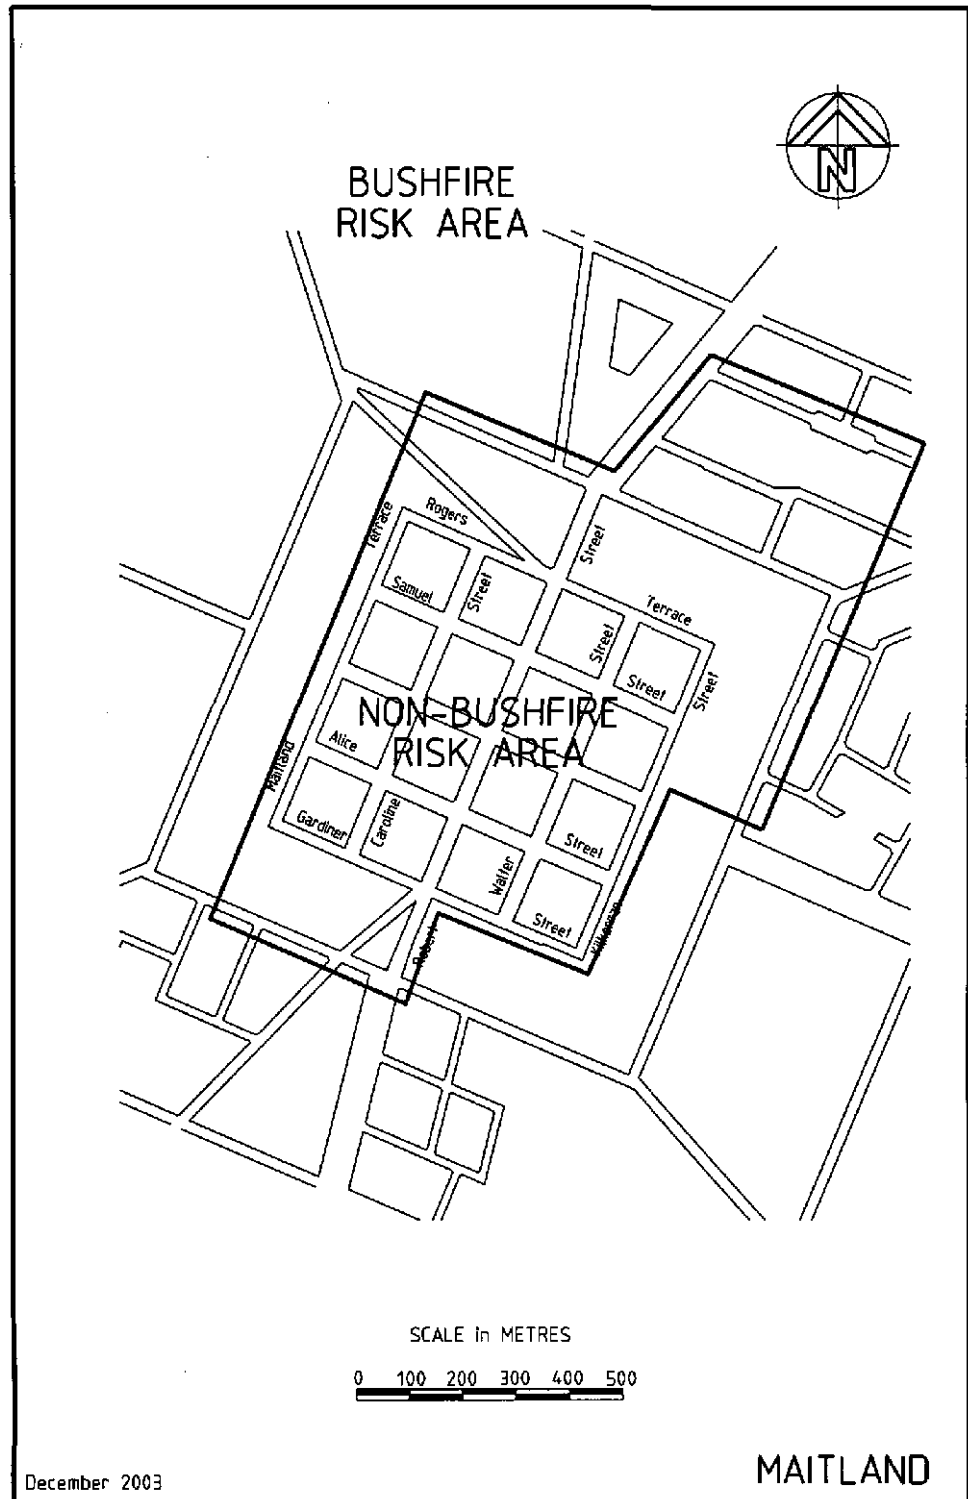 N
BUSHFIRE
RISK AREA
Rogers
Terrace
Street
Samuel
Street
Terrace
Street
Street
Street
NON-BUSHFIRE
RISK AREA
Alice
Maitland
Gardiner
Caroline
Street
Walter
Street
Robert
SCALE in METRES
0 100 200 300 400 500
December 2003
MAITLAND